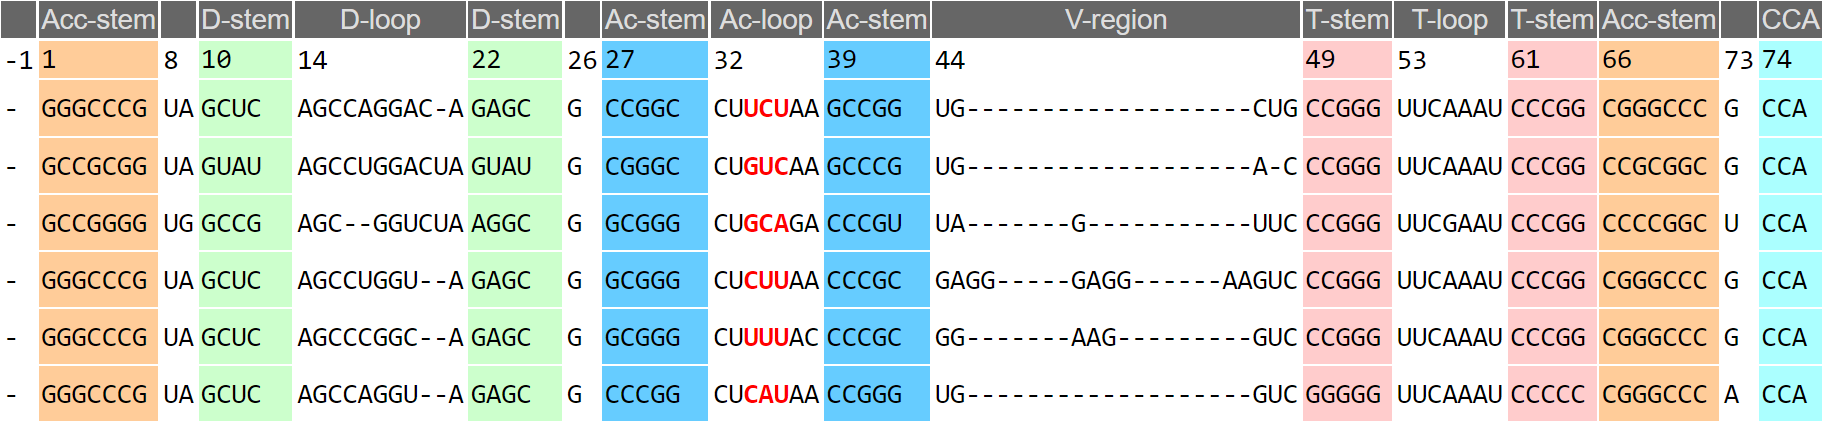 Acc-stem D-stem D-loop D-stem Ac-stem Ac-loop Ac-stem V-region T-stem T-loop T-stem Acc-stem CCA
-1 1 8 10 14 22 26 27 32 39 44 49 53 61 66 73 74
- GGGCCCG UA GCUC AGCCAGGAC-A GAGC G CCGGC CUUCUAA GCCGG UG-------------------CUG CCGGG UUCAAAU CCCGG CGGGCCC G CCA
- GCCGCGG UA GUAU AGCCUGGACUA GUAU G CGGGC CUGUCAA GCCCG UG-------------------A-C CCGGG UUCAAAU CCCGG CCGCGGC G CCA
- GCCGGGG UG GCCG AGC--GGUCUA AGGC G GCGGG CUGCAGA CCCGU UA-------G-----------UUC CCGGG UUCGAAU CCCGG CCCCGGC U CCA
- GGGCCCG UA GCUC AGCCUGGU--A GAGC G GCGGG CUCUUAA CCCGC GAGG-----GAGG------AAGUC CCGGG UUCAAAU CCCGG CGGGCCC G CCA
- GGGCCCG UA GCUC AGCCCGGC--A GAGC G GCGGG CUUUUAC CCCGC GG-------AAG---------GUC CCGGG UUCAAAU CCCGG CGGGCCC G CCA
- GGGCCCG UA GCUC AGCCAGGU--A GAGC G CCCGG CUCAUAA CCGGG UG-------------------GUC GGGGG UUCAAAU CCCCC CGGGCCC A CCA